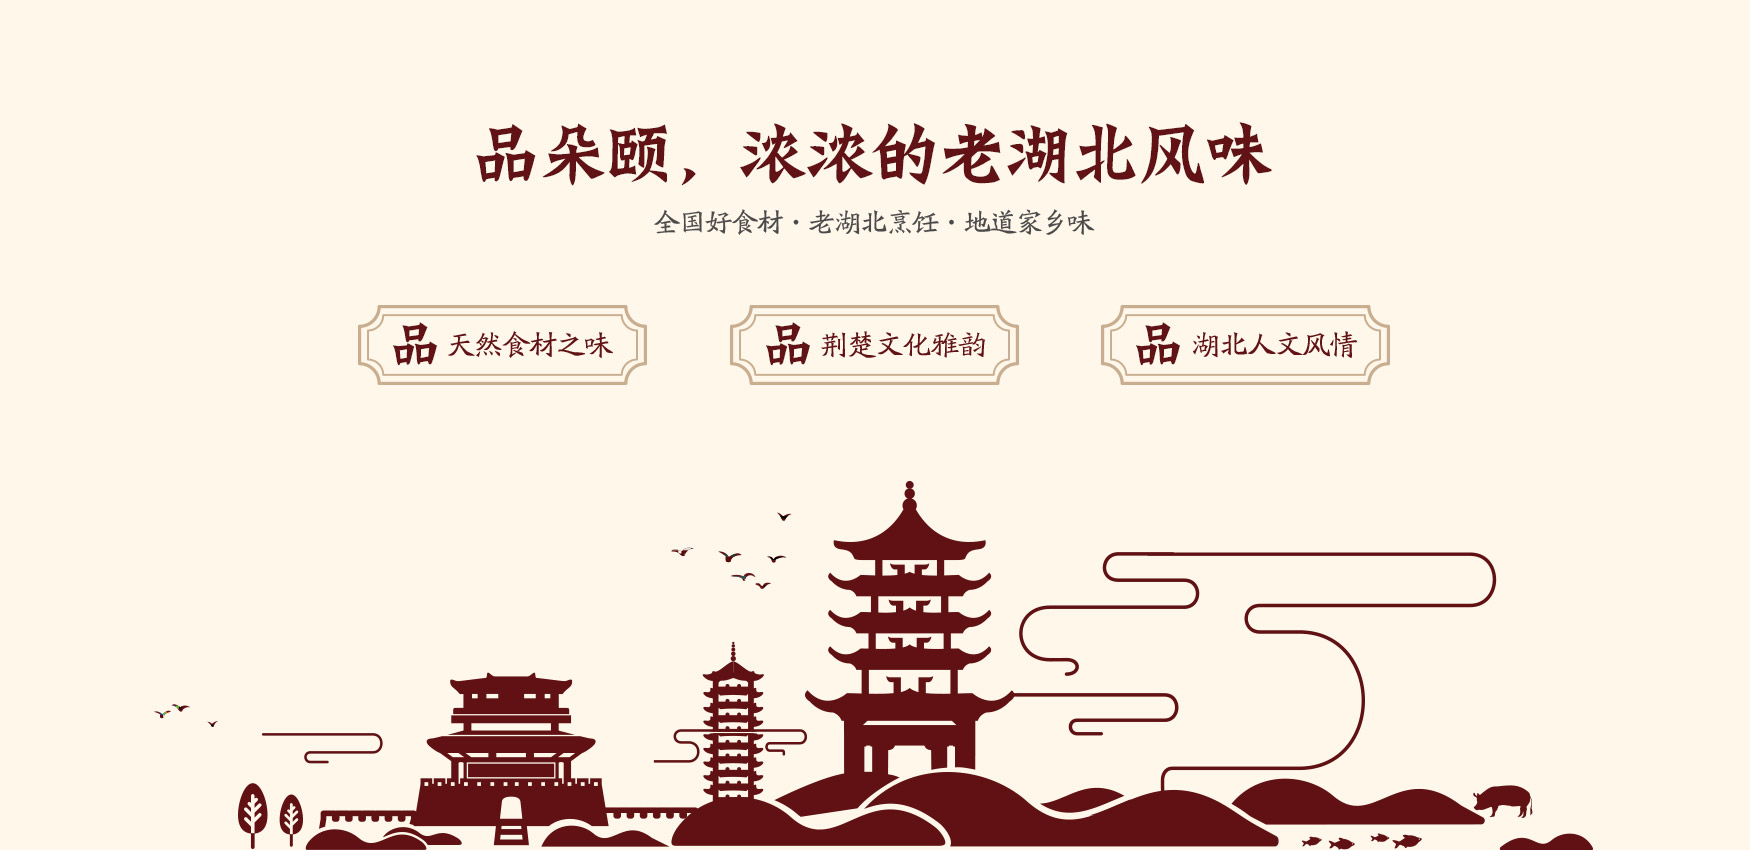 品朵颐，浓浓的老湖北风味
全国好食材·老湖北烹饪·地道家乡味
品 天然食材之味
品 荆楚文化雅韵
品 湖北人文风情